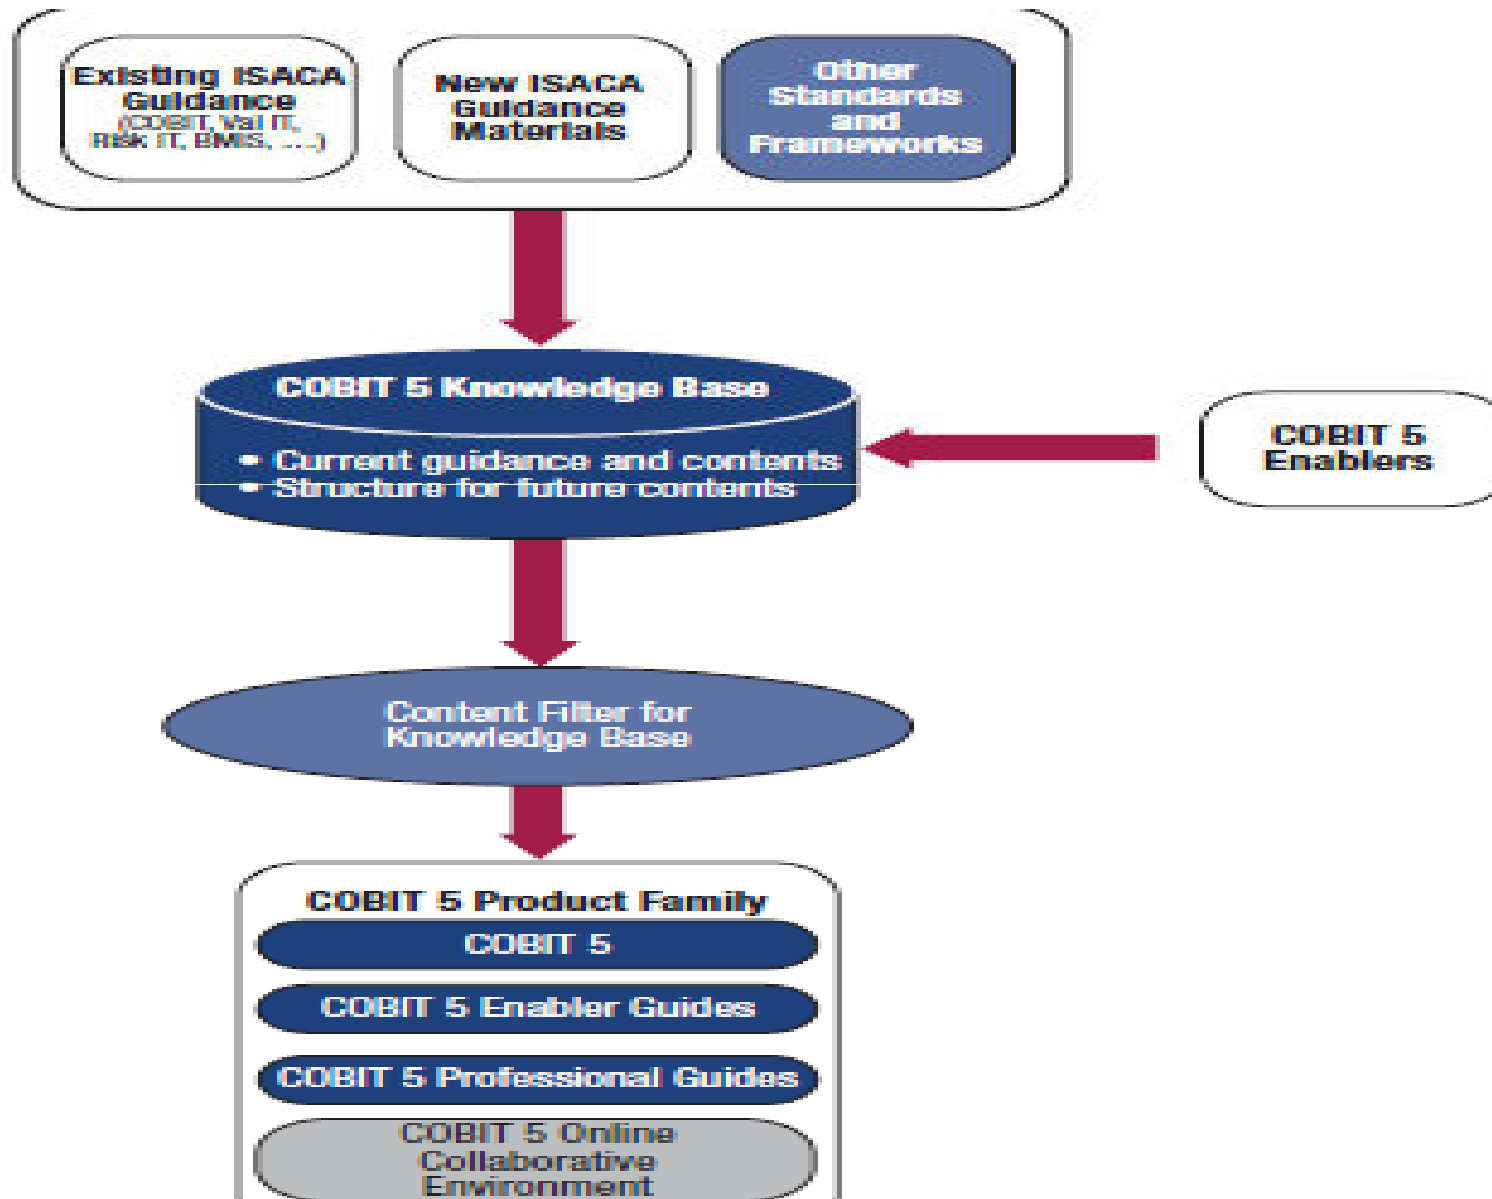 Existing ISACA
Guidance
(COBIT, Val IT,
Risk IT, BMIS, ....)
New ISACA
Guidance
Materials
Other
Standards
and
Frameworks
COBIT 5 Knowledge Base
• Current guidance and contents
• Structure for future contents
COBIT 5
Enablers
Content Filter for
Knowledge Base
COBIT 5 Product Family
COBIT 5
COBIT 5 Enabler Guides
COBIT 5 Professional Guides
COBIT 5 Online
Collaborative
Environment